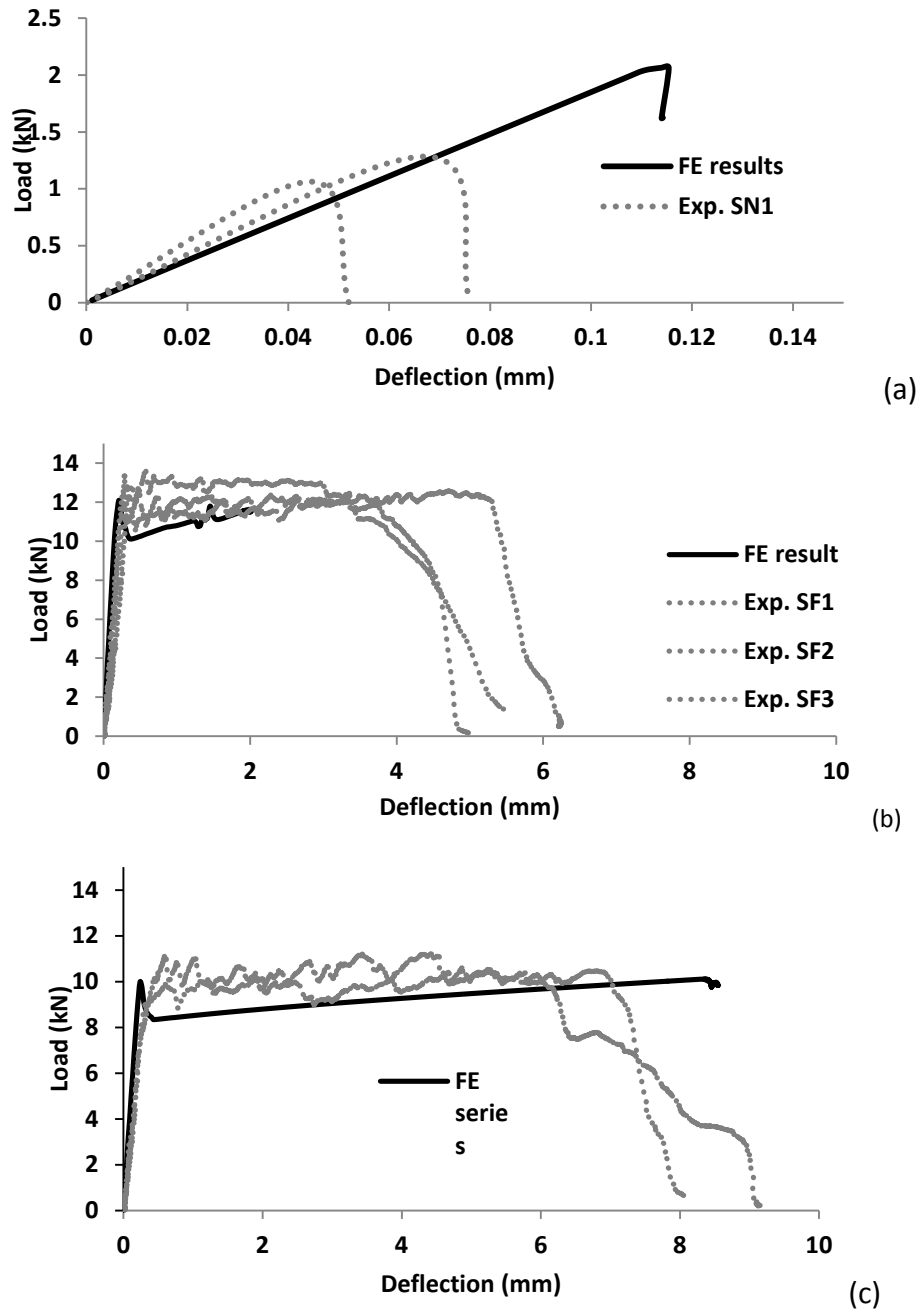 2
1.5
1
0.5
0
Load (kN)
FE results
Exp. SN1
0 0.02 0.04 0.06 0.08 0.1 0.12 0.14
Deflection (mm)
(a)
14
12
10
8
6
4
2
0
Load (kN)
FE result
Exp. SF1
Exp. SF2
Exp. SF3
0 2 4 6 8 10
Deflection (mm)
(b)
14
12
10
8
6
4
2
0
Load (kN)
FE
serie
s
0 2 4 6 8 10
Deflection (mm)
(c)